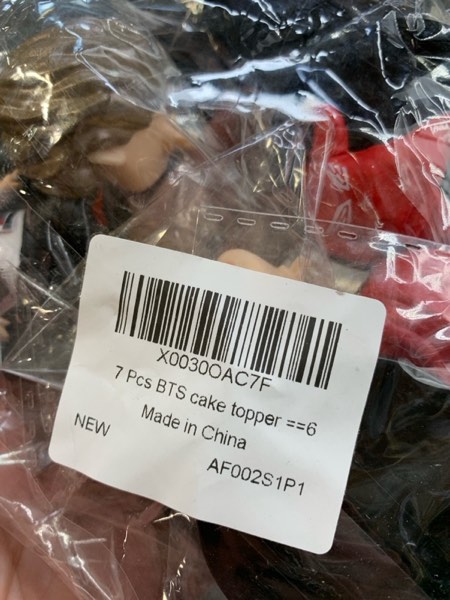 X0030OAC7F
7 Pcs BTS cake topper ==6
Made in China
NEW
AF002S1P1